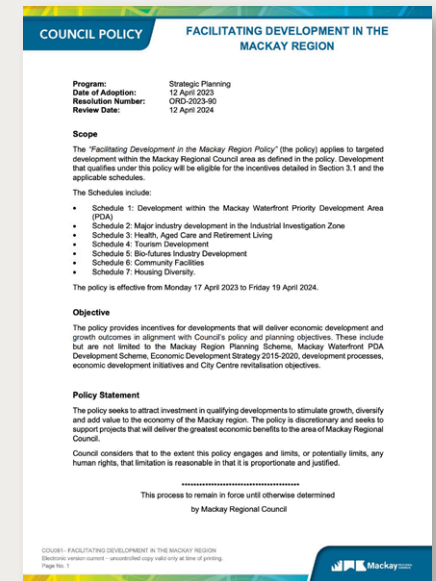 COUNCIL POLICY
FACILITATING DEVELOPMENT IN THE
MACKAY REGION
Program: Strategic Planning
Date of Adoption: 12 April 2023
Resolution Number: ORD-2023-90
Review Date: 12 April 2024
Scope
The "Facilitating Development in the Mackay Region Policy" (the policy) applies to targeted
development within the Mackay Regional Council area as defined in the policy. Development
that qualifies under this policy will be eligible for the incentives detailed in Section 3.1 and the
applicable schedules.
The Schedules include:
• Schedule 1: Development within the Mackay Waterfront Priority Development Area
(PDA)
• Schedule 2: Major industry development in the Industrial Investigation Zone
• Schedule 3: Health, Aged Care and Retirement Living
• Schedule 4: Tourism Development
• Schedule 5: Bio-futures Industry Development
• Schedule 6: Community Facilities
• Schedule 7: Housing Diversity.
The policy is effective from Monday 17 April 2023 to Friday 19 April 2024.
Objective
The policy provides incentives for developments that will deliver economic development and
growth outcomes in alignment with Council's policy and planning objectives. These include
but are not limited to the Mackay Region Planning Scheme, Mackay Waterfront PDA
Development Scheme, Economic Development Strategy 2015-2020, development processes,
economic development initiatives and City Centre revitalisation objectives.
Policy Statement
The policy seeks to attract investment in qualifying developments to stimulate growth, diversify
and add value to the economy of the Mackay region. The policy is discretionary and seeks to
support projects that will deliver the greatest economic benefits to the area of Mackay Regional
Council.
Council considers that to the extent this policy engages and limits, or potentially limits, any
human rights, that limitation is reasonable in that it is proportionate and justified.
This process to remain in force until otherwise determined
by Mackay Regional Council
COU081 - FACILITATING DEVELOPMENT IN THE MACKAY REGION
Electronic version current – uncontrolled copy valid only at time of printing.
Page No. 1
Mackay